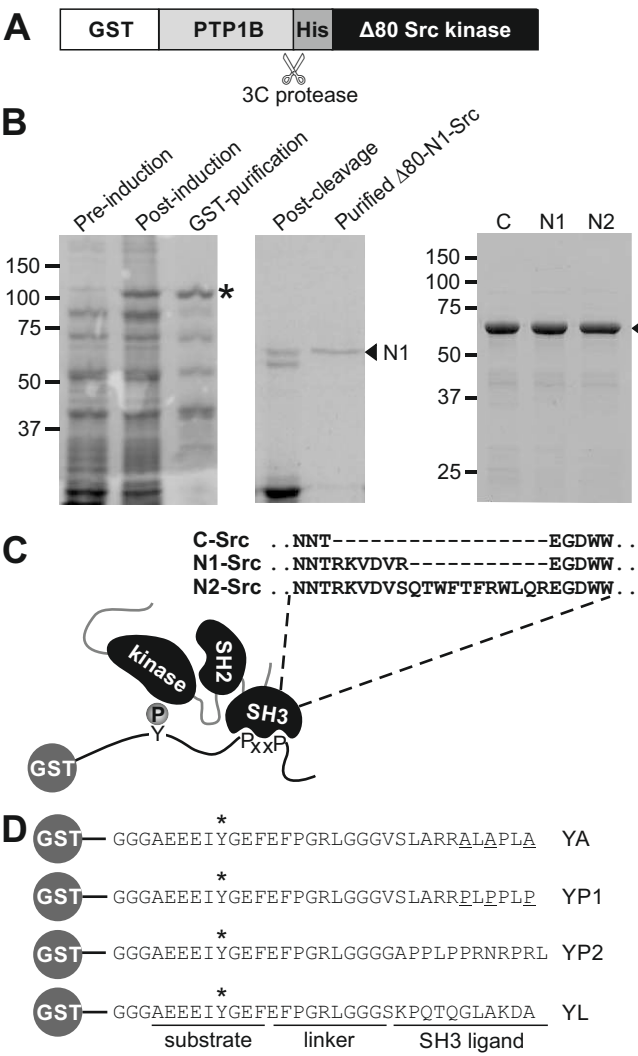 A
GST PTP1B His Δ80 Src kinase
3C protease
B
Pre-induction
Post-induction
GST-purification
150
100
75
50
37
*
Post-cleavage
Purified Δ80-N1-Src
N1
C N1 N2
150
100
75
50
37
25
C
C-Src ..NNT------------------EGDWW..
N1-Src ..NNTRKVDVR------------EGDWW..
N2-Src ..NNTRKVDVSQTWFTFRWLQREGDWW..
kinase
SH2
SH3
P
Y
PxxP
GST
D
*
GST GGGAEEEIYGEFEFPGRLGGGVSLARRALAPLA YA
*
GST GGGAEEEIYGEFEFPGRLGGGVSLARRPLPPLP YP1
*
GST GGGAEEEIYGEFEFPGRLGGGGAPPLPPRNRPRL YP2
*
GST GGGAEEEIYGEFEFPGRLGGGSKPQTQGLAKDA YL
substrate linker SH3 ligand